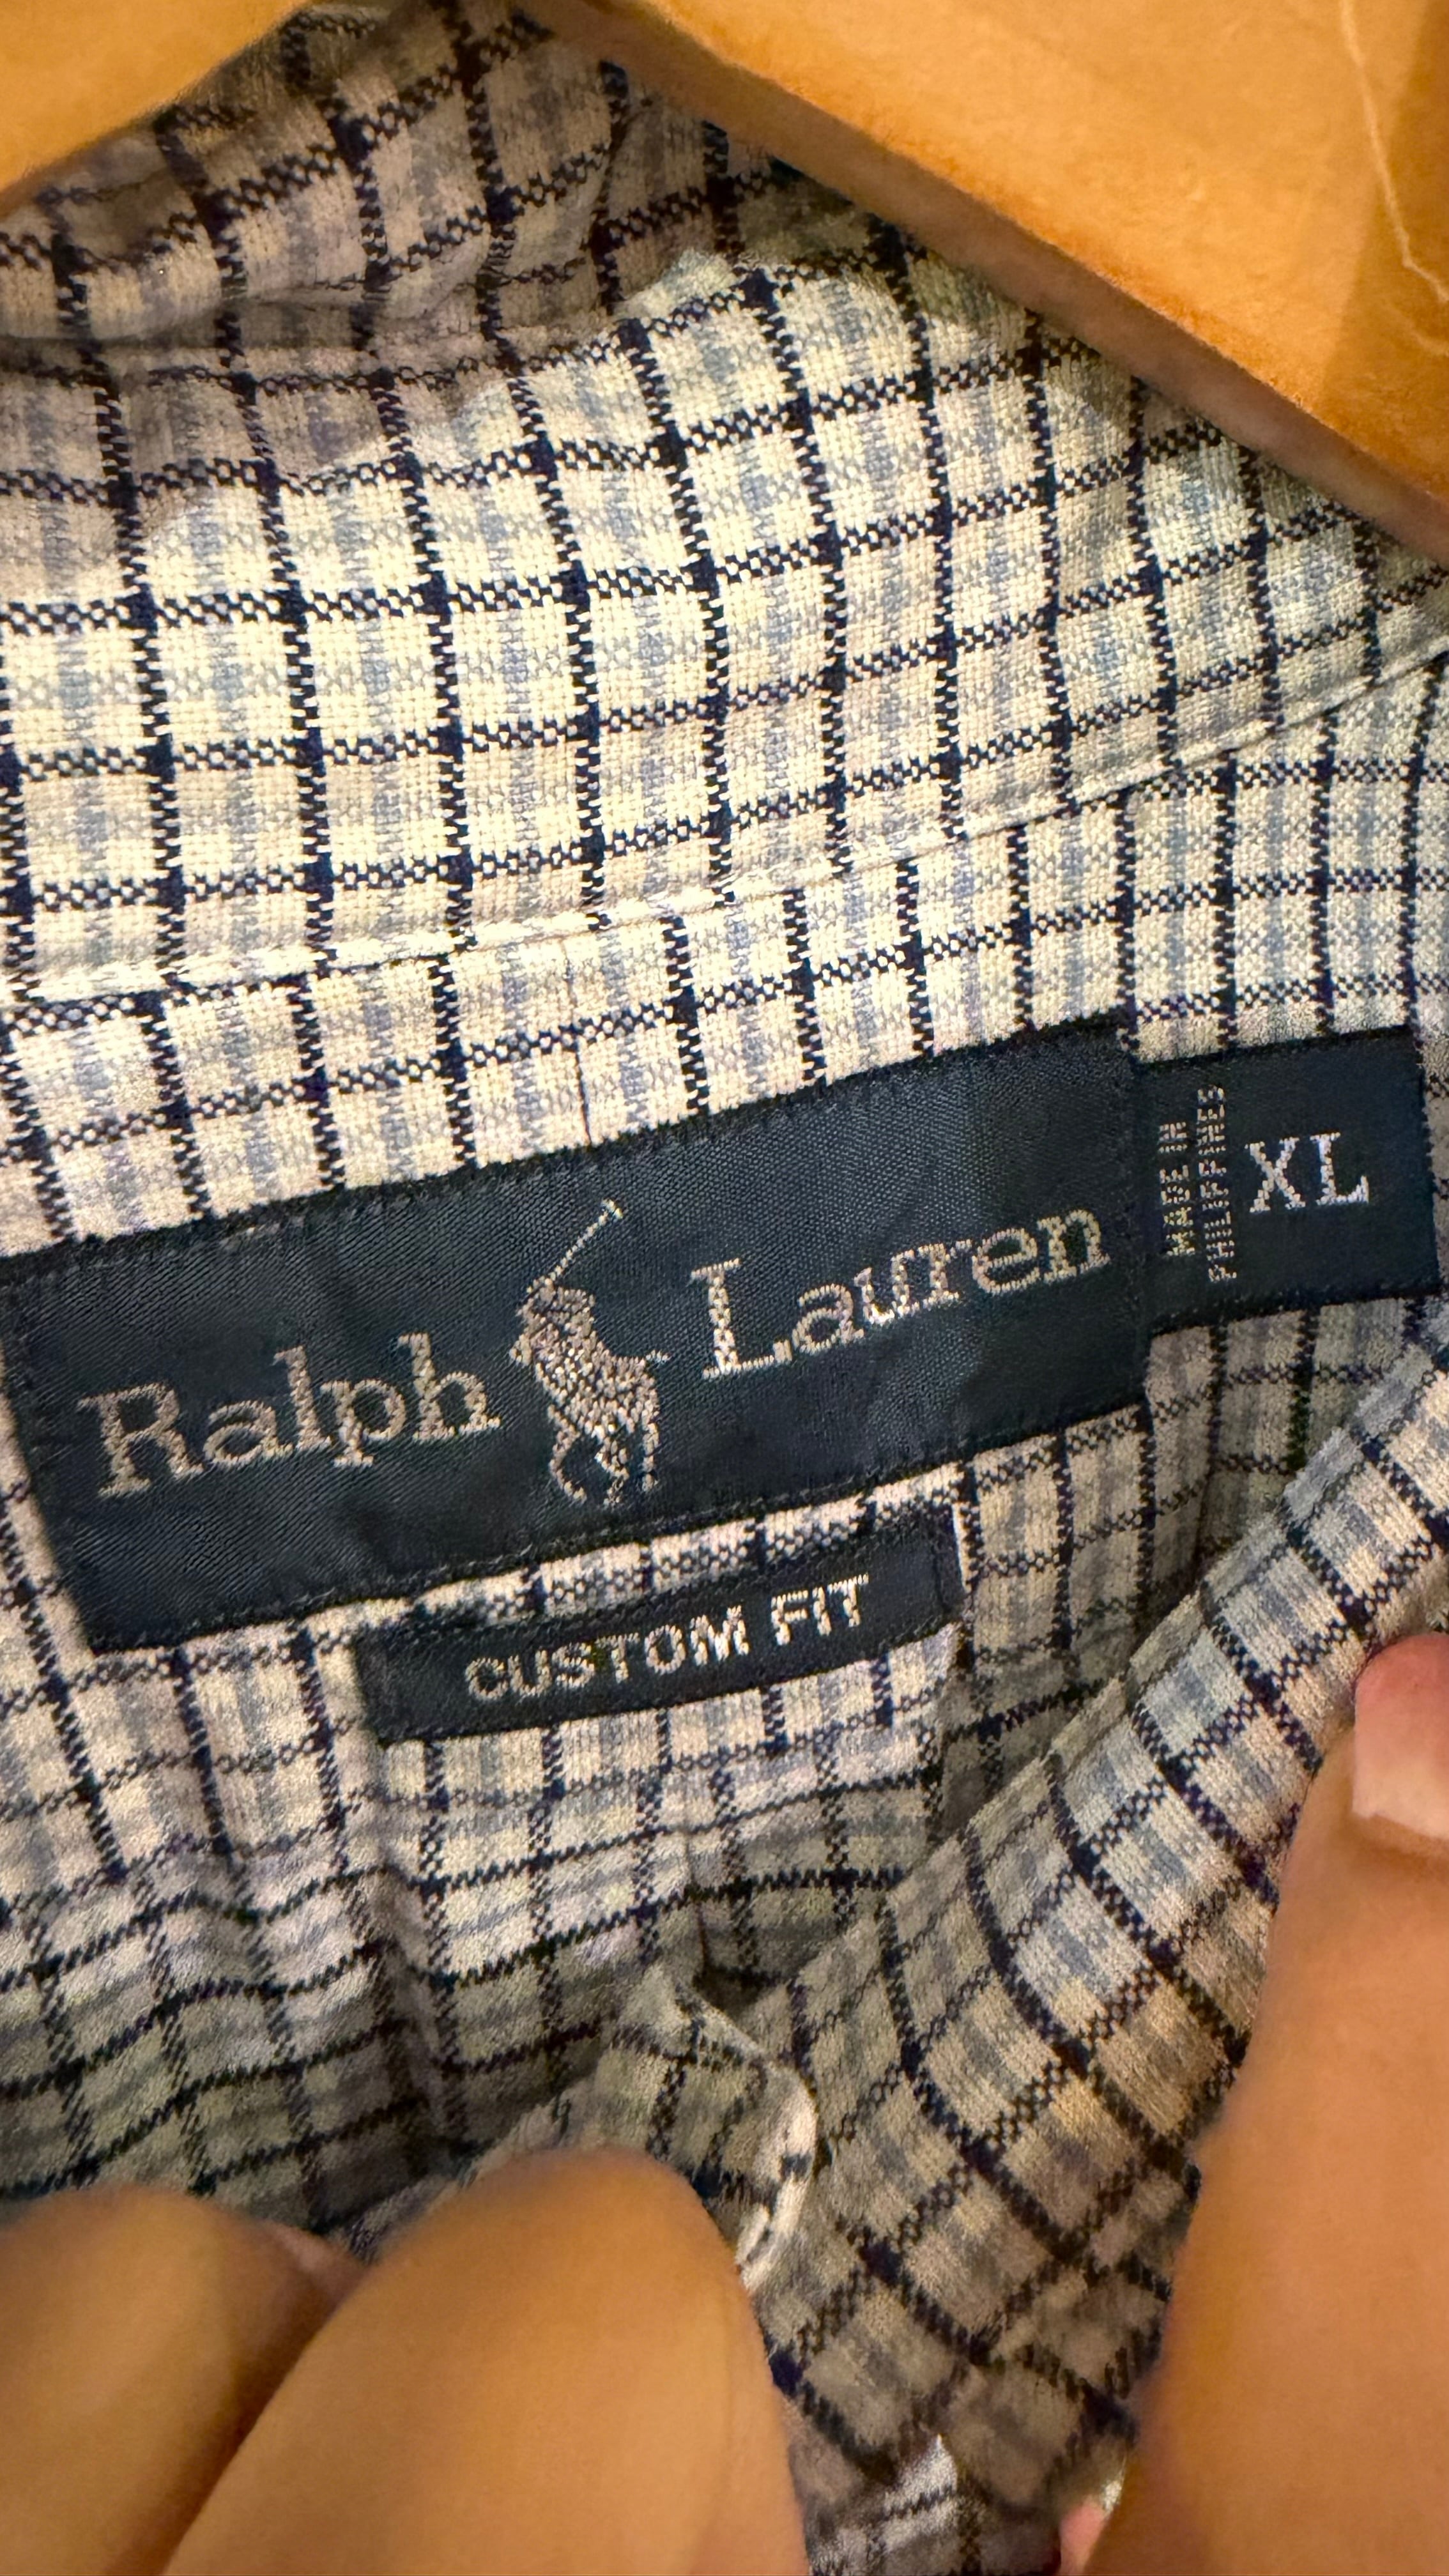 Ralph Lauren
MADE IN
PHILIPPINES
XL
CUSTOM FIT